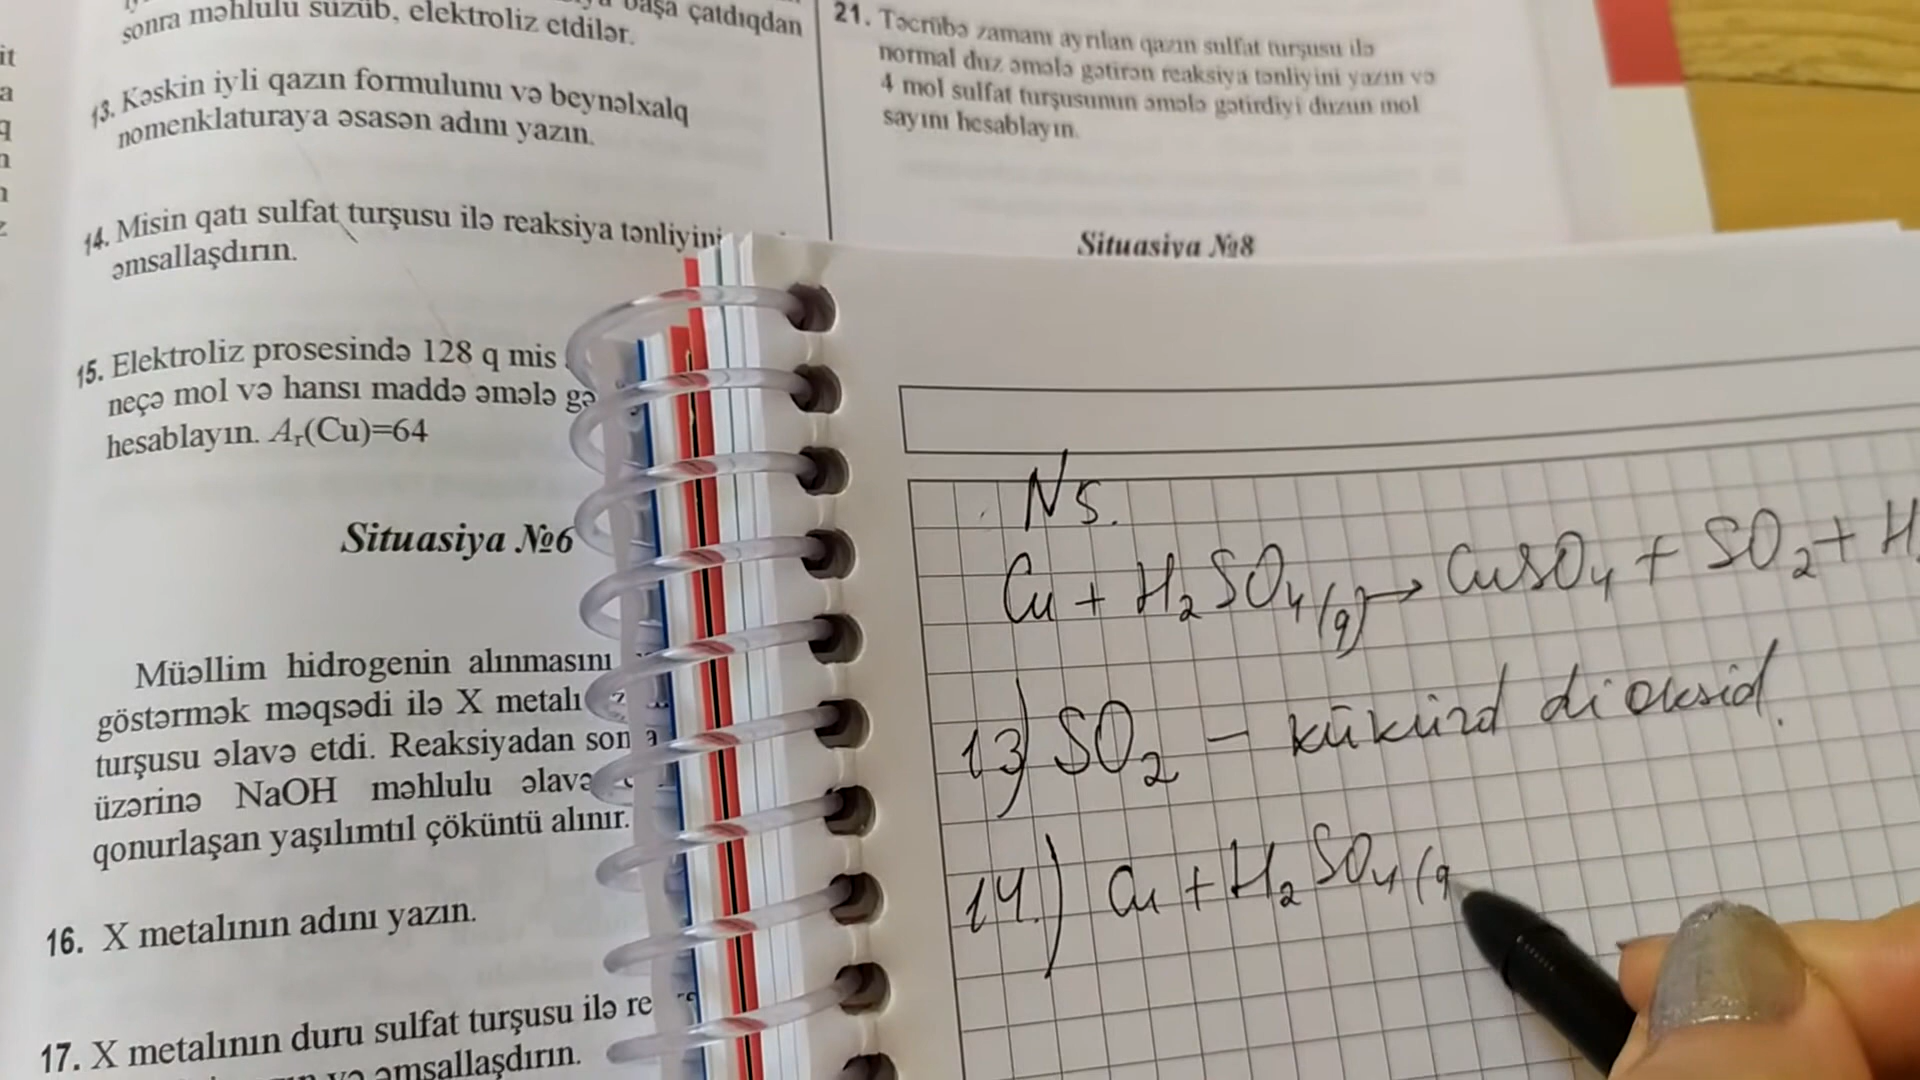 başa çatdıqdan
sonra məhlulu süzüb, elektroliz etdilər.
13. Kəskin iyli qazın formulunu və beynəlxalq
nomenklaturaya əsasən adını yazın.
14. Misin qatı sulfat turşusu ilə reaksiya tənliyini
əmsallaşdırın.
15. Elektroliz prosesində 128 q mis
neçə mol və hansı maddə əmələ gə
hesablayın. Ar(Cu)=64
Situasiya №6
Müəllim hidrogenin alınmasını
göstərmək məqsədi ilə X metalı
turşusu əlavə etdi. Reaksiyadan sonra
üzərinə NaOH məhlulu əlavə
qonurlaşan yaşılımtıl çöküntü alınır.
16. X metalının adını yazın.
17. X metalının duru sulfat turşusu ilə re
və əmsallaşdırın.
21. Təcrübə zamanı ayrılan qazın sulfat turşusu ilə
normal duz əmələ gətirən reaksiya tənliyini yazın və
4 mol sulfat turşusunun əmələ gətirdiyi duzun mol
sayını hesablayın.
Situasiya №8
N5.
Cu + H₂SO₄(q) → CuSO₄ + SO₂ + H
13) SO₂ – kükürd dioksid.
14.) Cu + H₂SO₄(q